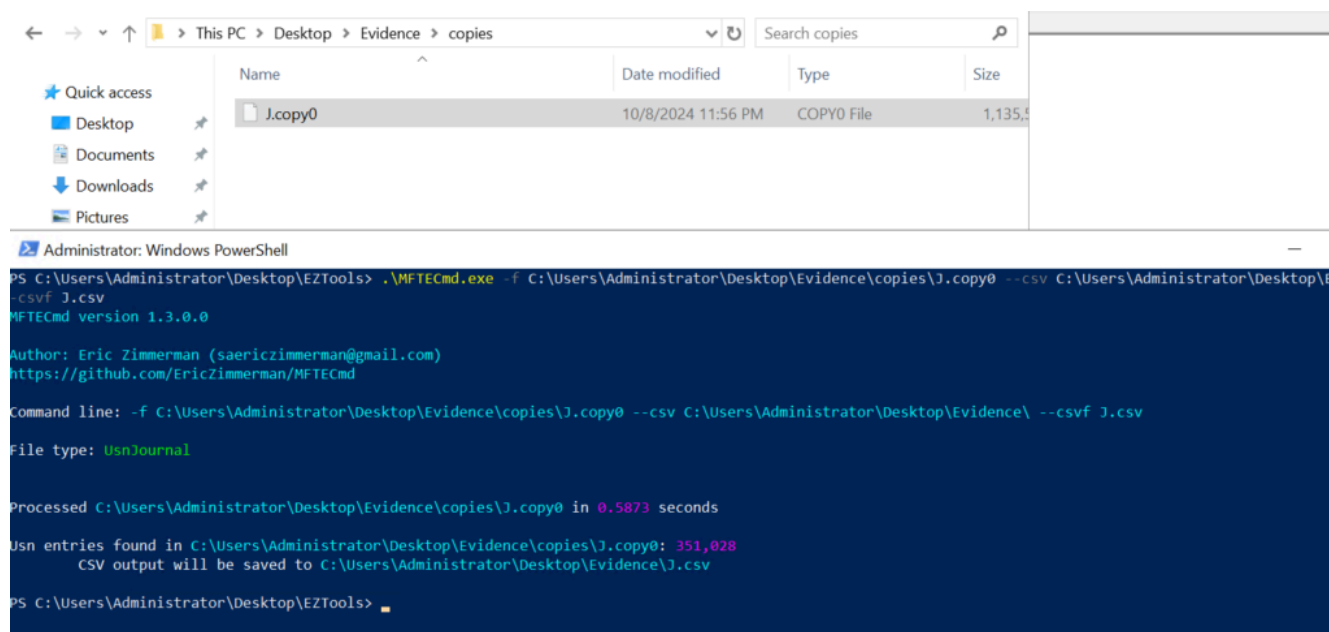 This PC > Desktop > Evidence > copies
Search copies
Name Date modified Type Size
Quick access
J.copy0 10/8/2024 11:56 PM COPY0 File 1,135,5
Desktop
Documents
Downloads
Pictures
Administrator: Windows PowerShell
PS C:\Users\Administrator\Desktop\EZTools> .\MFTECmd.exe -f C:\Users\Administrator\Desktop\Evidence\copies\J.copy0 --csv C:\Users\Administrator\Desktop\E
-csvf J.csv
MFTECmd version 1.3.0.0
Author: Eric Zimmerman (saericzimmerman@gmail.com)
https://github.com/EricZimmerman/MFTECmd
Command line: -f C:\Users\Administrator\Desktop\Evidence\copies\J.copy0 --csv C:\Users\Administrator\Desktop\Evidence\ --csvf J.csv
File type: UsnJournal
Processed C:\Users\Administrator\Desktop\Evidence\copies\J.copy0 in 0.5873 seconds
Usn entries found in C:\Users\Administrator\Desktop\Evidence\copies\J.copy0: 351,028
CSV output will be saved to C:\Users\Administrator\Desktop\Evidence\J.csv
PS C:\Users\Administrator\Desktop\EZTools>